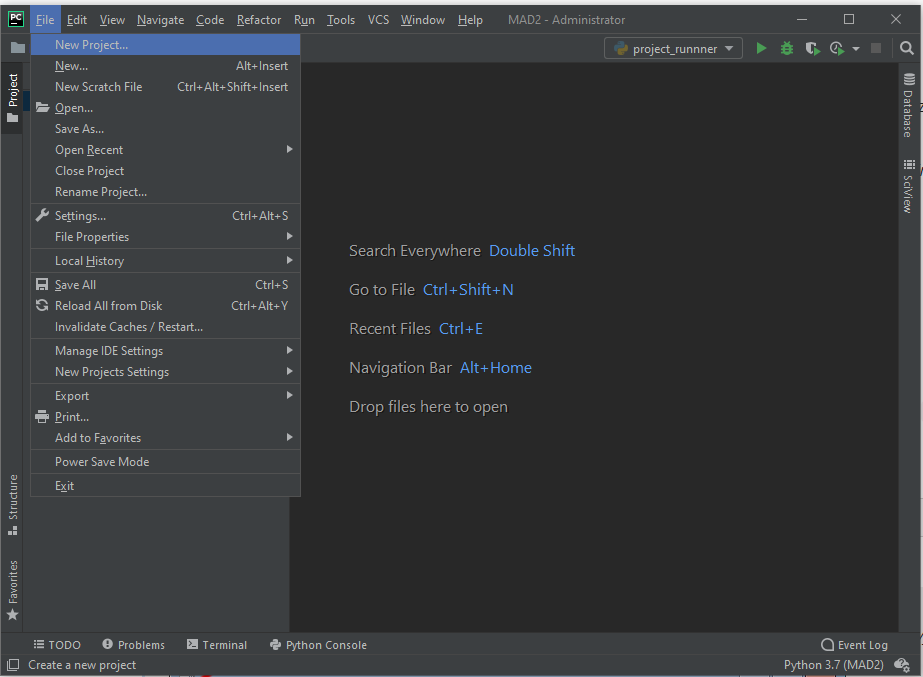 PC File Edit View Navigate Code Refactor Run Tools VCS Window Help MAD2 - Administrator
project_runnner
New Project...
New... Alt+Insert
New Scratch File Ctrl+Alt+Shift+Insert
Open...
Save As...
Open Recent
Close Project
Rename Project...
Settings... Ctrl+Alt+S
File Properties
Local History
Save All Ctrl+S
Reload All from Disk Ctrl+Alt+Y
Invalidate Caches / Restart...
Manage IDE Settings
New Projects Settings
Export
Print...
Add to Favorites
Power Save Mode
Exit
Project
Structure
Favorites
Search Everywhere Double Shift
Go to File Ctrl+Shift+N
Recent Files Ctrl+E
Navigation Bar Alt+Home
Drop files here to open
Database
SciView
TODO Problems Terminal Python Console Event Log
Create a new project Python 3.7 (MAD2)